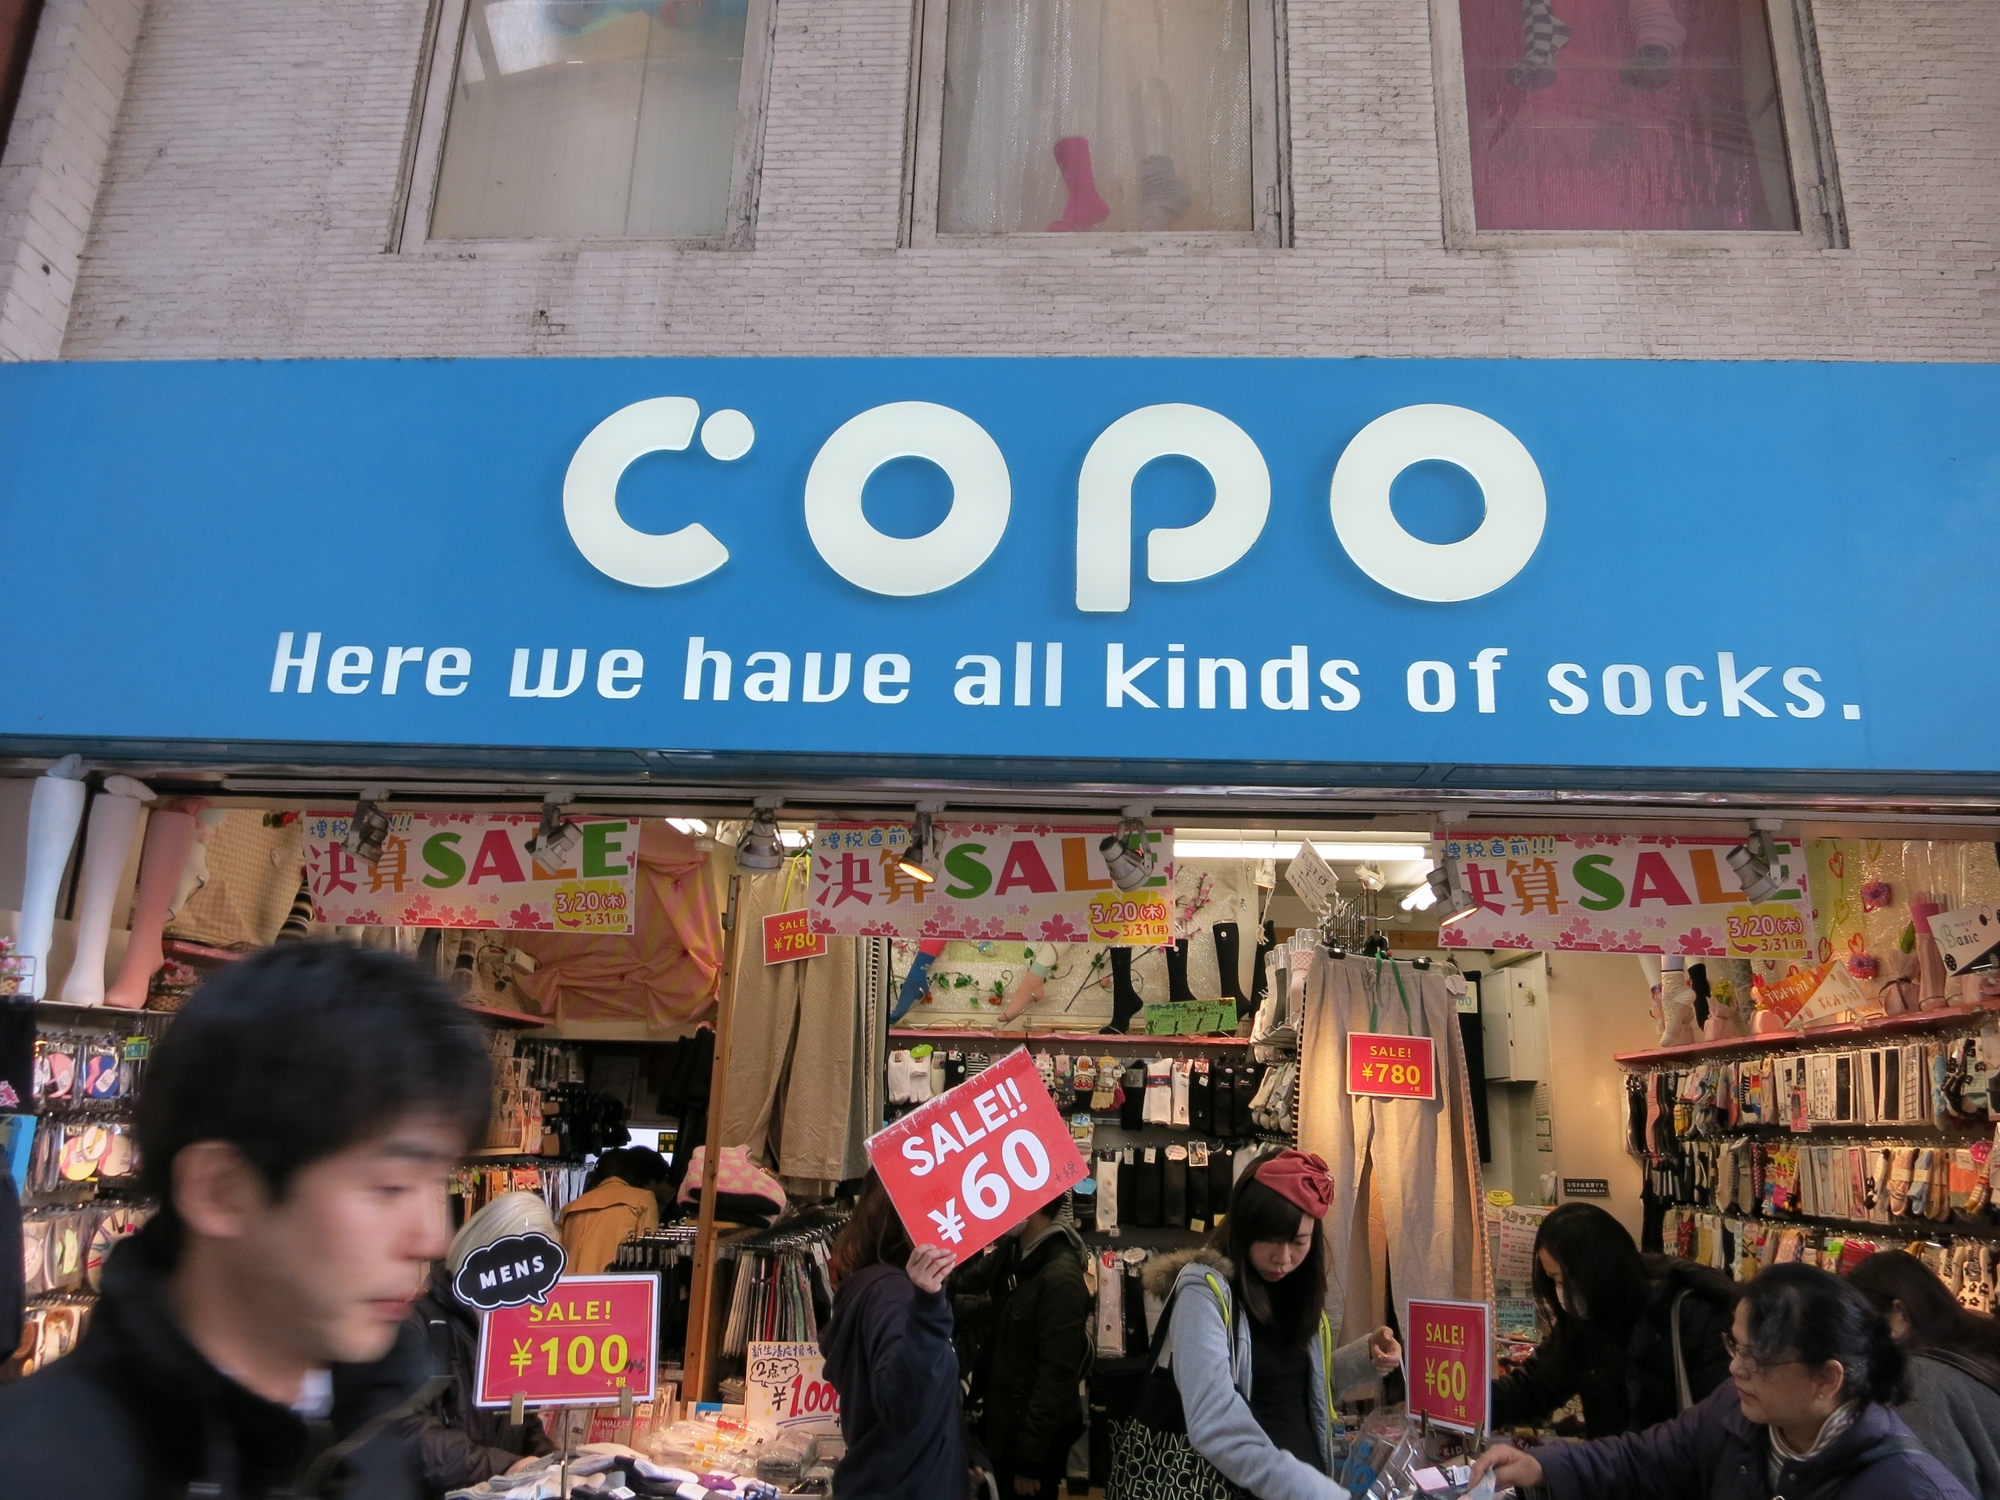 copo
Here we have all kinds of socks.
増税!!!
決算SALE
3/20(木)
3/31(月)
増税直前
決算SALE
3/20(木)
3/31(月)
増税直前!!!
決算SALE
3/20(木)
3/31(月)
SALE
¥780
Basic
SALE!
¥780
SALE!!
¥60
+税
MENS
SALE!
¥100
+税
2点で
¥1,000
SALE!
¥60
+税